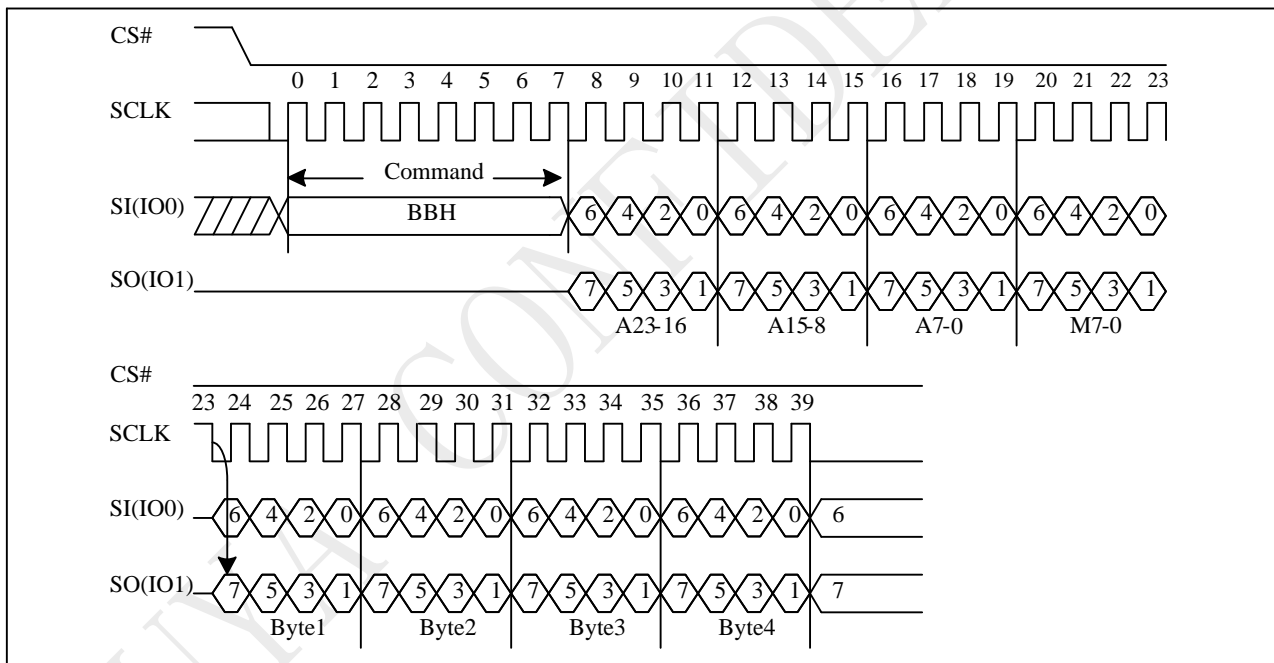 CS#
0 1 2 3 4 5 6 7 8 9 10 11 12 13 14 15 16 17 18 19 20 21 22 23
SCLK
Command
SI(IO0) BBH 6 4 2 0 6 4 2 0 6 4 2 0 6 4 2 0
SO(IO1) 7 5 3 1 7 5 3 1 7 5 3 1 7 5 3 1
A23-16 A15-8 A7-0 M7-0
CS#
23 24 25 26 27 28 29 30 31 32 33 34 35 36 37 38 39
SCLK
SI(IO0) 6 4 2 0 6 4 2 0 6 4 2 0 6 4 2 0 6
SO(IO1) 7 5 3 1 7 5 3 1 7 5 3 1 7 5 3 1 7
Byte1 Byte2 Byte3 Byte4